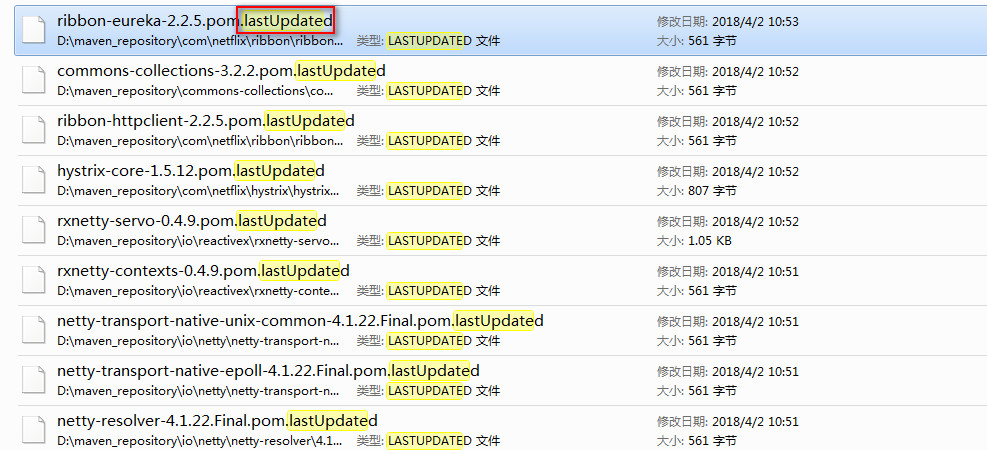 ribbon-eureka-2.2.5.pom.lastUpdated 修改日期: 2018/4/2 10:53
D:\maven_repository\com\netflix\ribbon\ribbon... 类型: LASTUPDATED 文件 大小: 561 字节
commons-collections-3.2.2.pom.lastUpdated 修改日期: 2018/4/2 10:52
D:\maven_repository\commons-collections\co... 类型: LASTUPDATED 文件 大小: 561 字节
ribbon-httpclient-2.2.5.pom.lastUpdated 修改日期: 2018/4/2 10:52
D:\maven_repository\com\netflix\ribbon\ribbon... 类型: LASTUPDATED 文件 大小: 561 字节
hystrix-core-1.5.12.pom.lastUpdated 修改日期: 2018/4/2 10:52
D:\maven_repository\com\netflix\hystrix\hystrix... 类型: LASTUPDATED 文件 大小: 807 字节
rxnetty-servo-0.4.9.pom.lastUpdated 修改日期: 2018/4/2 10:52
D:\maven_repository\io\reactivex\rxnetty-servo... 类型: LASTUPDATED 文件 大小: 1.05 KB
rxnetty-contexts-0.4.9.pom.lastUpdated 修改日期: 2018/4/2 10:51
D:\maven_repository\io\reactivex\rxnetty-conte... 类型: LASTUPDATED 文件 大小: 561 字节
netty-transport-native-unix-common-4.1.22.Final.pom.lastUpdated 修改日期: 2018/4/2 10:51
D:\maven_repository\io\netty\netty-transport-n... 类型: LASTUPDATED 文件 大小: 561 字节
netty-transport-native-epoll-4.1.22.Final.pom.lastUpdated 修改日期: 2018/4/2 10:51
D:\maven_repository\io\netty\netty-transport-n... 类型: LASTUPDATED 文件 大小: 561 字节
netty-resolver-4.1.22.Final.pom.lastUpdated 修改日期: 2018/4/2 10:51
D:\maven_repository\io\netty\netty-resolver\4.1... 类型: LASTUPDATED 文件 大小: 561 字节